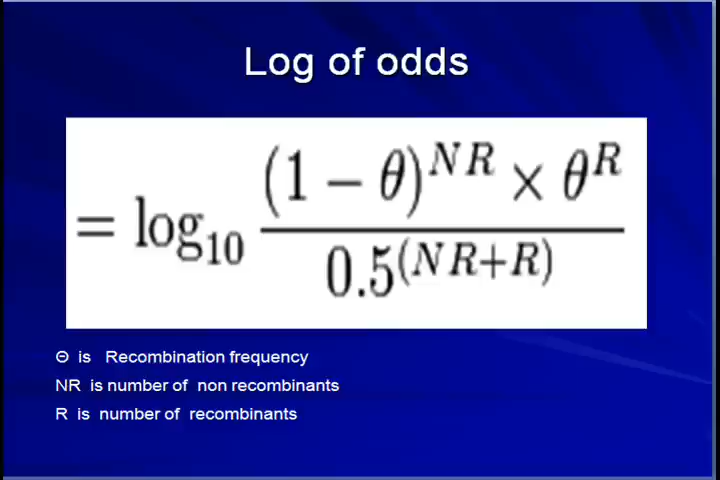 Log of odds
= log₁₀ (1 − θ)^{NR} × θ^{R} / 0.5^{(NR+R)}
Θ is Recombination frequency
NR is number of non recombinants
R is number of recombinants